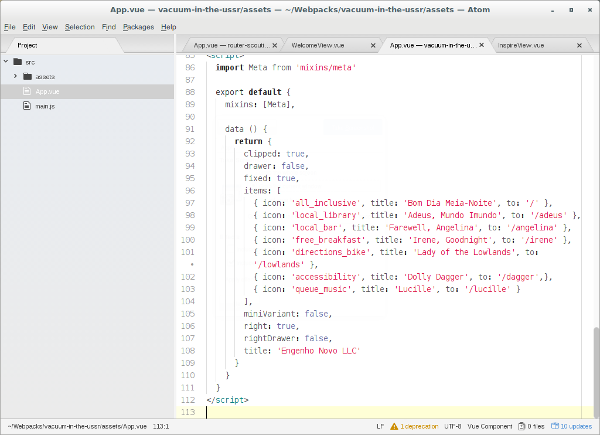 App.vue — vacuum-in-the-ussr/assets — ~/Webpacks/vacuum-in-the-ussr/assets — Atom
File Edit View Selection Find Packages Help
Project
App.vue — router-scouti...
WelcomeView.vue
App.vue — vacuum-in-the-u...
InspireView.vue
src
assets
App.vue
main.js
85 <script>
86 import Meta from 'mixins/meta'
87
88 export default {
89 mixins: [Meta],
90
91 data () {
92 return {
93 clipped: true,
94 drawer: false,
95 fixed: true,
96 items: [
97 { icon: 'all_inclusive', title: 'Bom Dia Meia-Noite', to: '/' },
98 { icon: 'local_library', title: 'Adeus, Mundo Imundo', to: '/adeus' },
99 { icon: 'local_bar', title: 'Farewell, Angelina', to: '/angelina' },
100 { icon: 'free_breakfast', title: 'Irene, Goodnight', to: '/irene' },
101 { icon: 'directions_bike', title: 'Lady of the Lowlands', to:
• '/lowlands' },
102 { icon: 'accessibility', title: 'Dolly Dagger', to: '/dagger',},
103 { icon: 'queue_music', title: 'Lucille', to: '/lucille' }
104 ],
105 miniVariant: false,
106 right: true,
107 rightDrawer: false,
108 title: 'Engenho Novo LLC'
109 }
110 }
111 }
112 </script>
113
~/Webpacks/vacuum-in-the-ussr/assets/App.vue 113:1 LF 1 deprecation UTF-8 Vue Component 0 files 10 updates